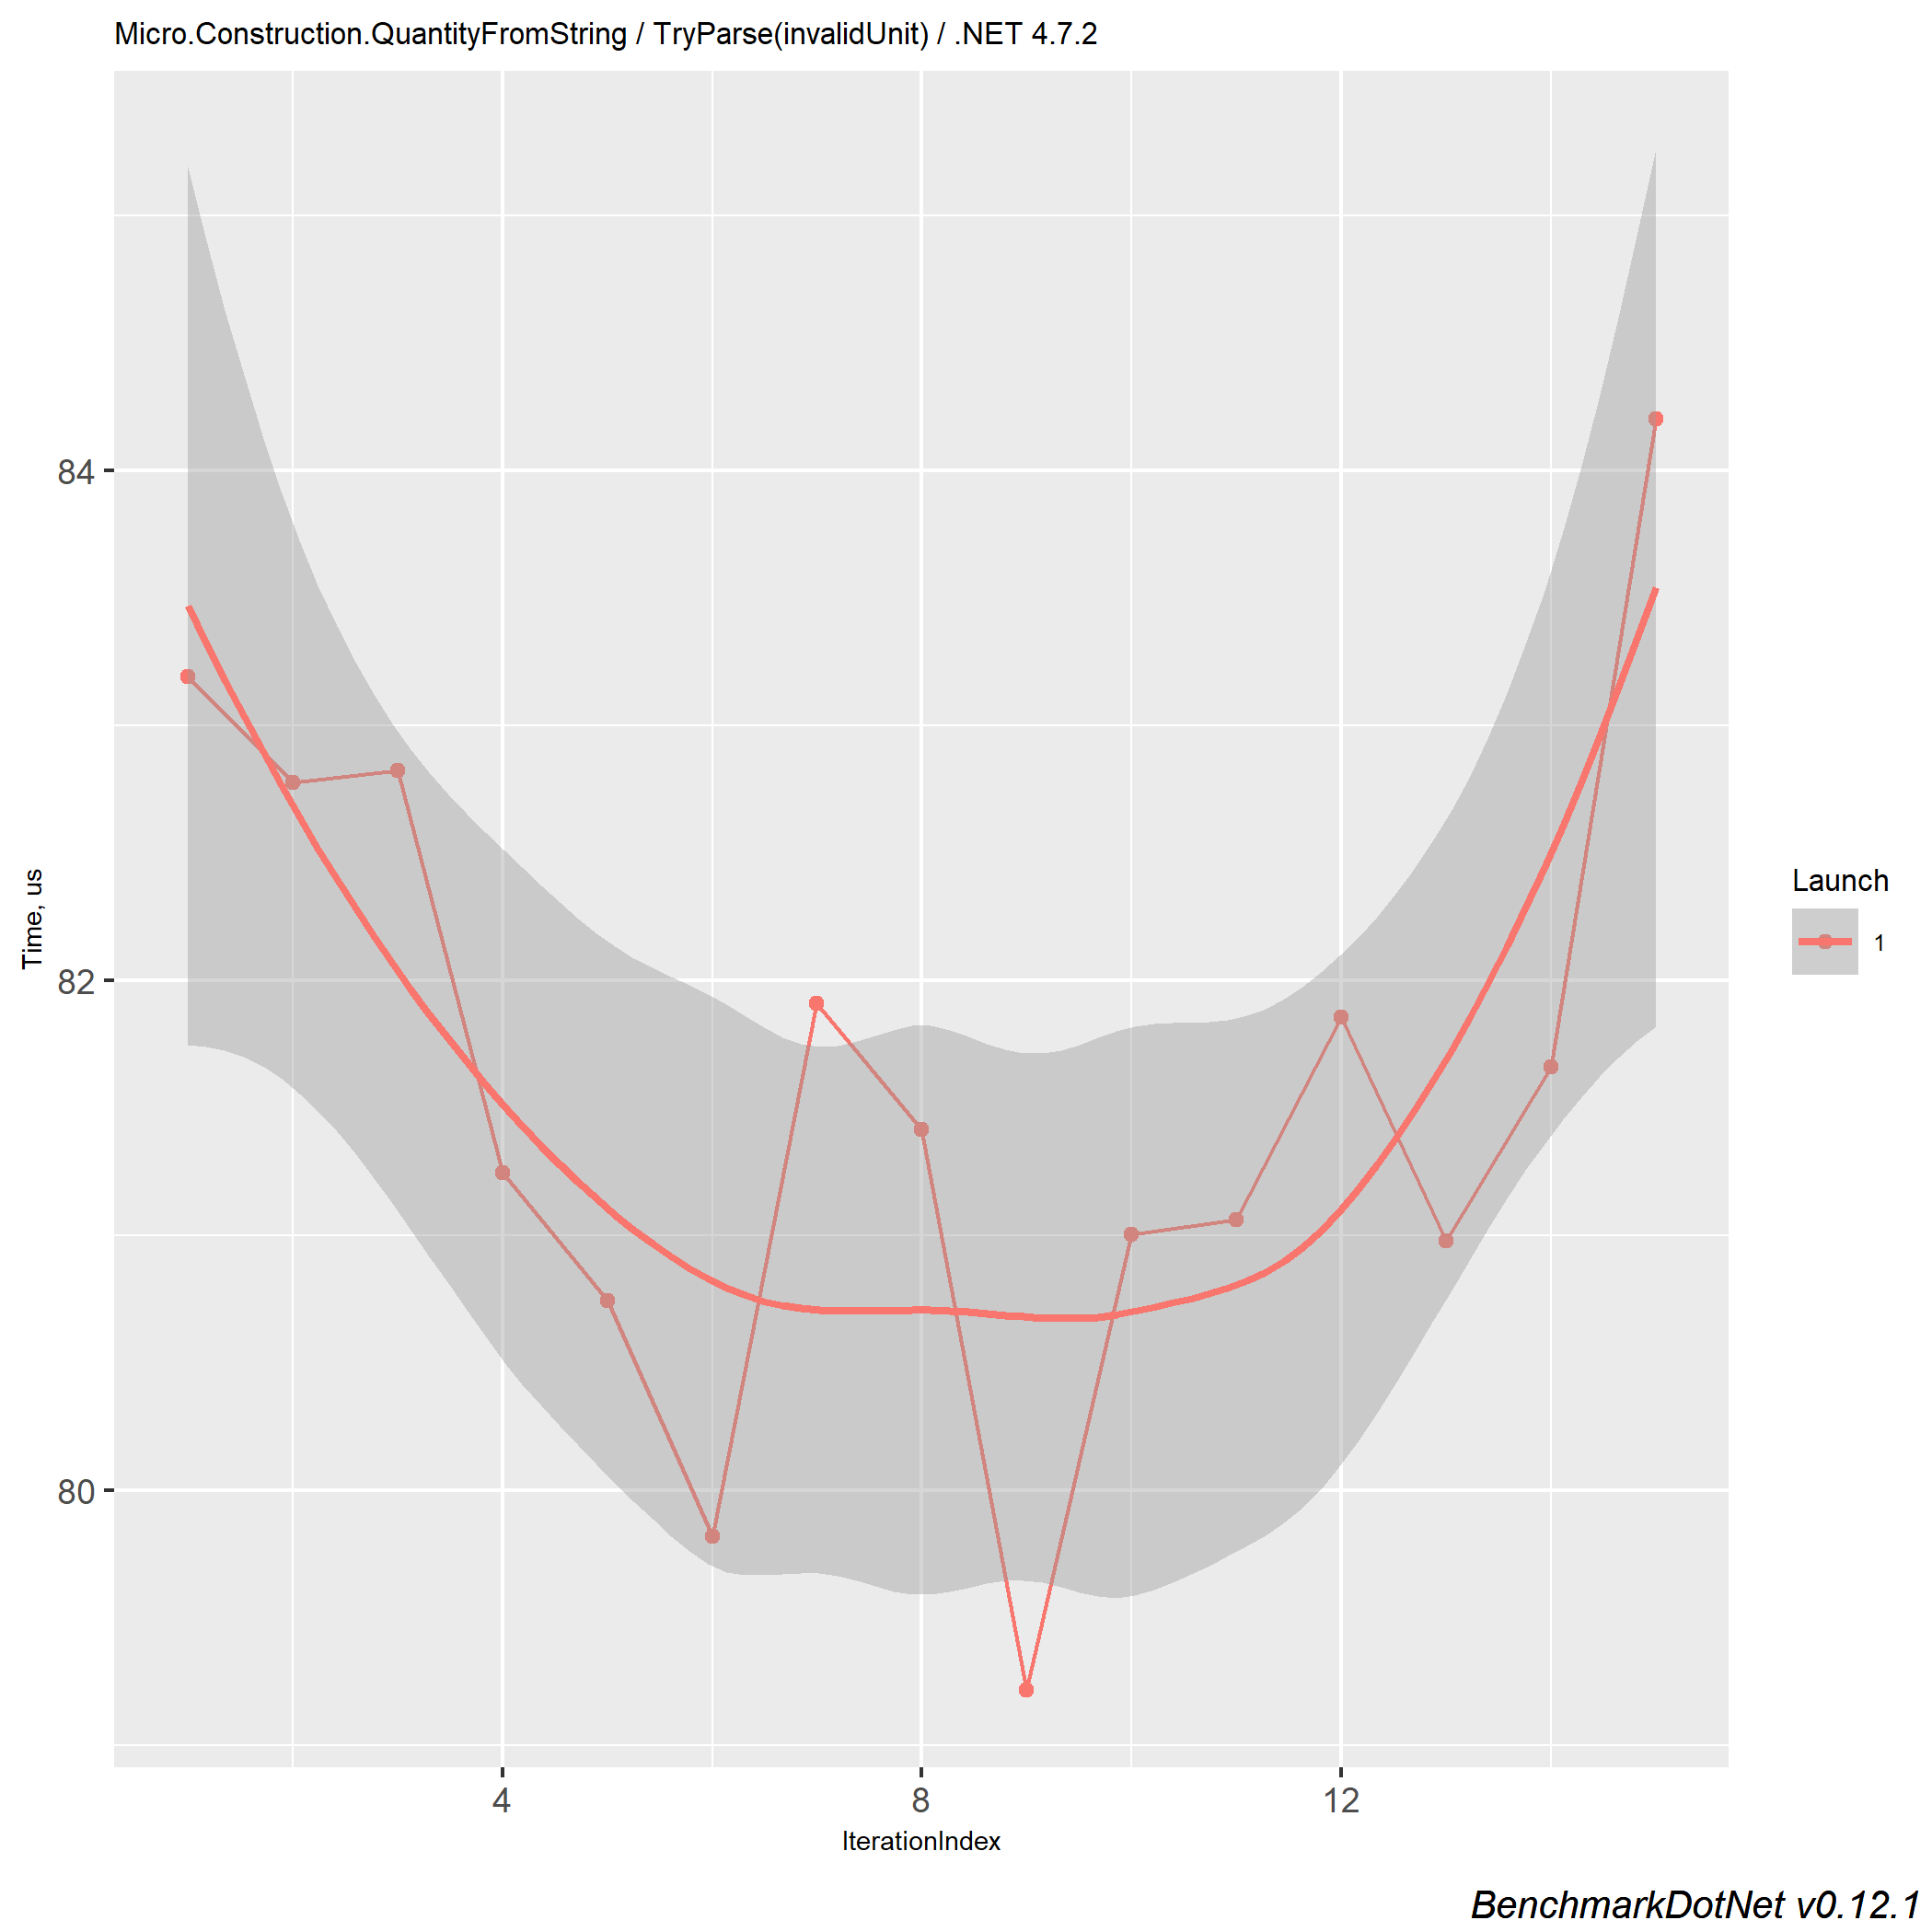 Micro.Construction.QuantityFromString / TryParse(invalidUnit) / .NET 4.7.2
84
82
80
Time, us
4 8 12
IterationIndex
Launch
1
BenchmarkDotNet v0.12.1